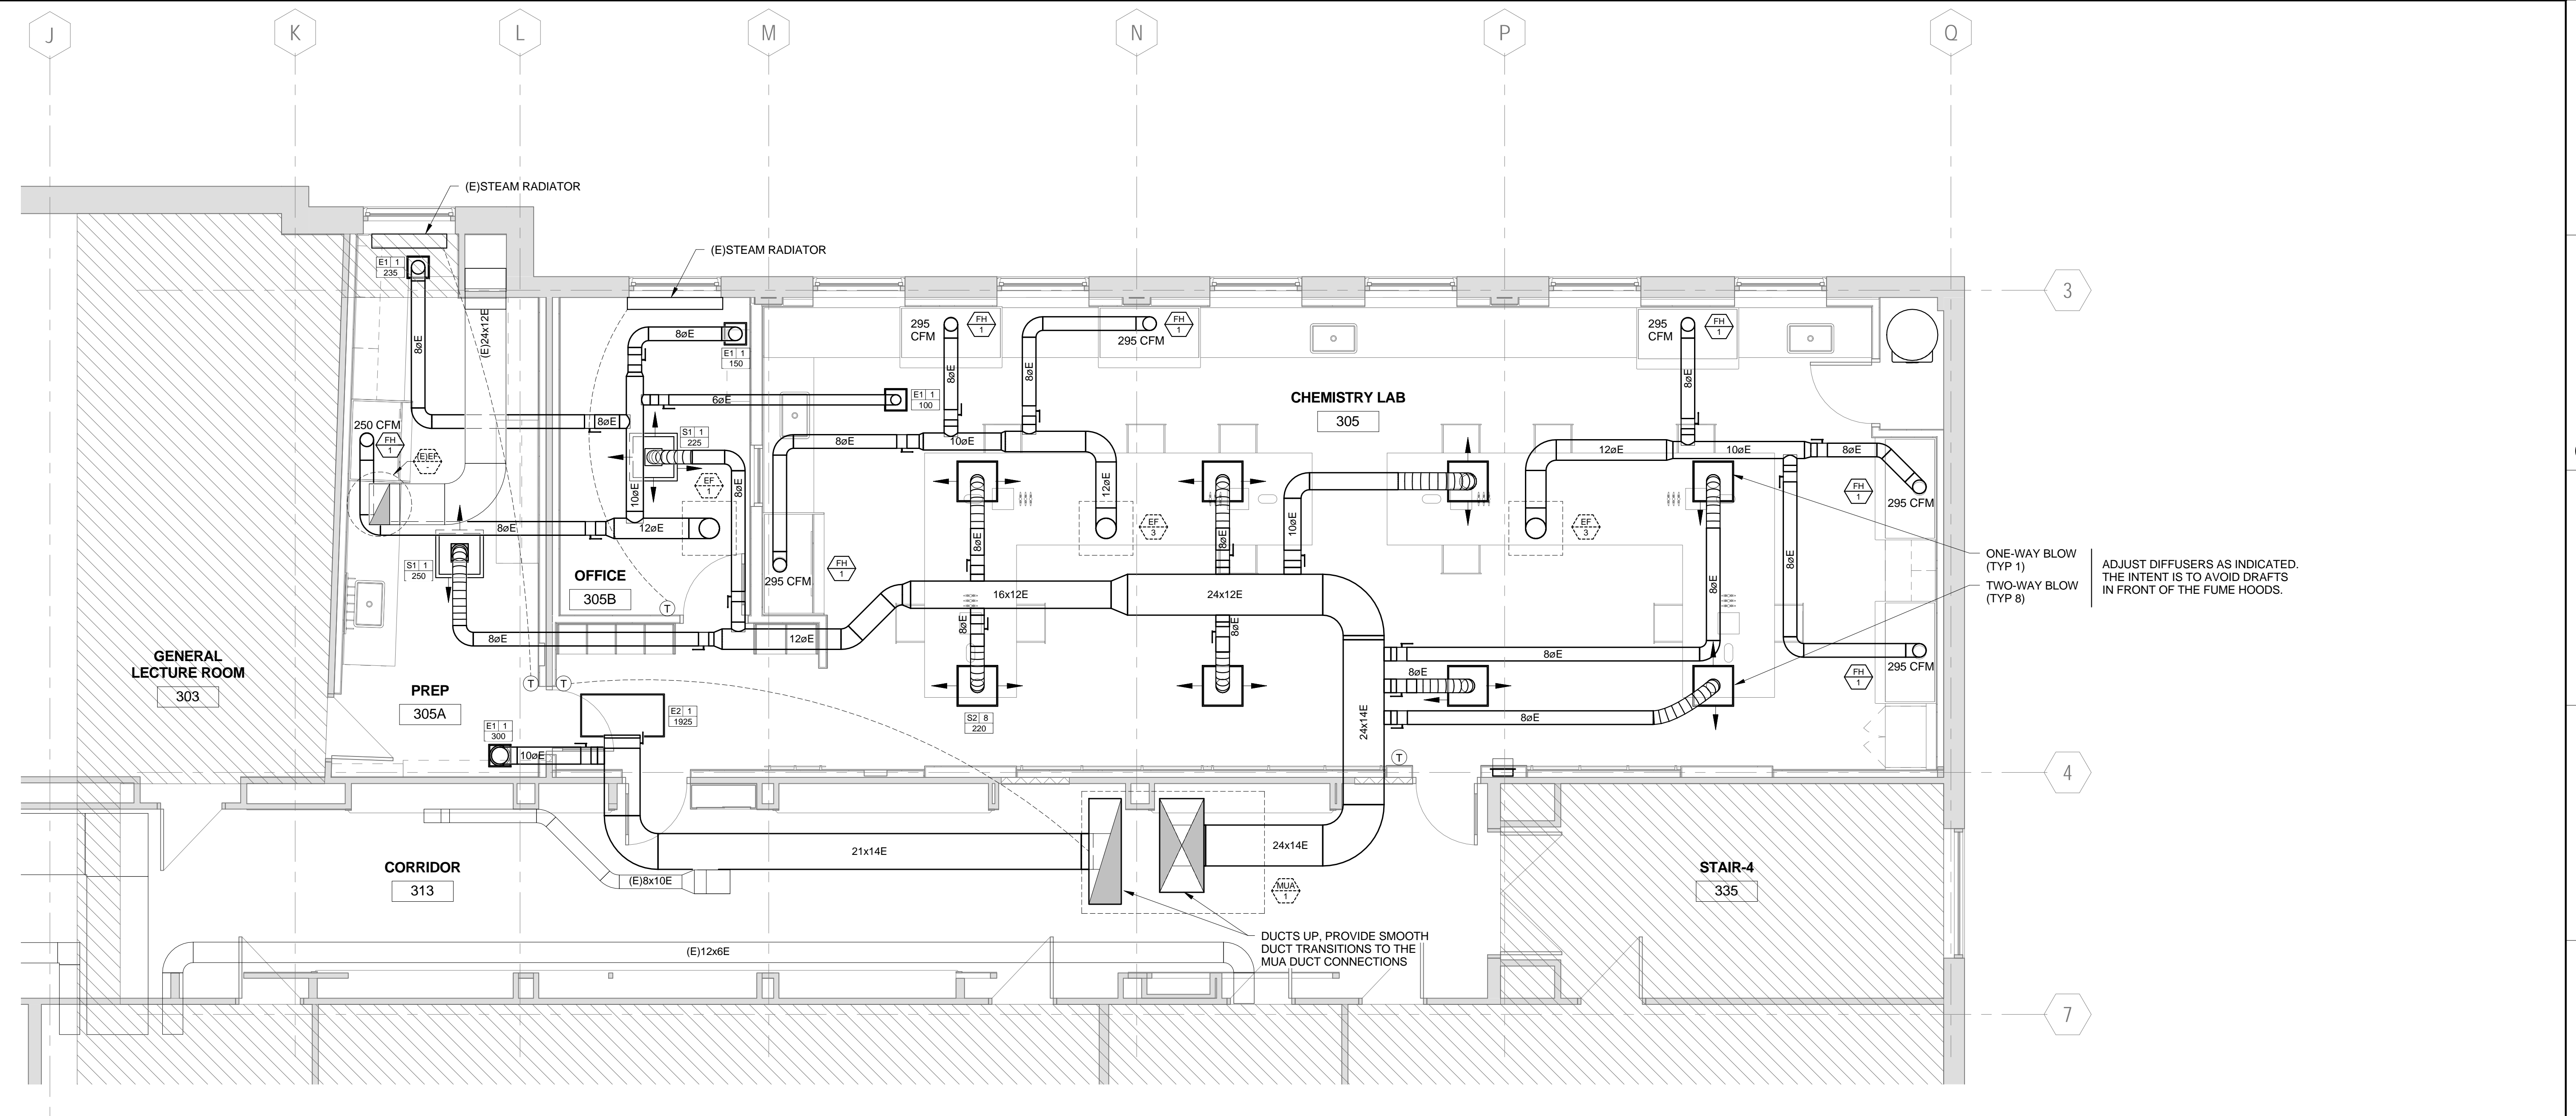 J
K
L
M
N
P
Q
(E)STEAM RADIATOR
(E)STEAM RADIATOR
3
E1 1
235
8øE
(E)24x12E
8øE
E1 1
150
6øE
E1 1
100
295
CFM
FH
1
8øE
8øE
FH
1
295 CFM
295
CFM
FH
1
8øE
CHEMISTRY LAB
305
250 CFM
FH
1
(E)EF
-
8øE
S1 1
225
10øE
EF
1
8øE
8øE
10øE
12øE
EF
3
12øE
10øE
8øE
FH
1
295 CFM
8øE
12øE
10øE
EF
3
8øE
8øE
8øE
8øE
S1 1
250
OFFICE
305B
T
295 CFM
FH
1
16x12E
24x12E
8øE
8øE
ONE-WAY BLOW
(TYP 1)
TWO-WAY BLOW
(TYP 8)
ADJUST DIFFUSERS AS INDICATED.
THE INTENT IS TO AVOID DRAFTS
IN FRONT OF THE FUME HOODS.
8øE
12øE
8øE
8øE
8øE
295 CFM
FH
1
GENERAL
LECTURE ROOM
303
PREP
305A
T
T
E2 1
1925
S2 8
220
E1 1
300
10øE
24x14E
T
4
CORRIDOR
313
21x14E
(E)8x10E
24x14E
MUA
1
STAIR-4
335
DUCTS UP, PROVIDE SMOOTH
DUCT TRANSITIONS TO THE
MUA DUCT CONNECTIONS
(E)12x6E
7